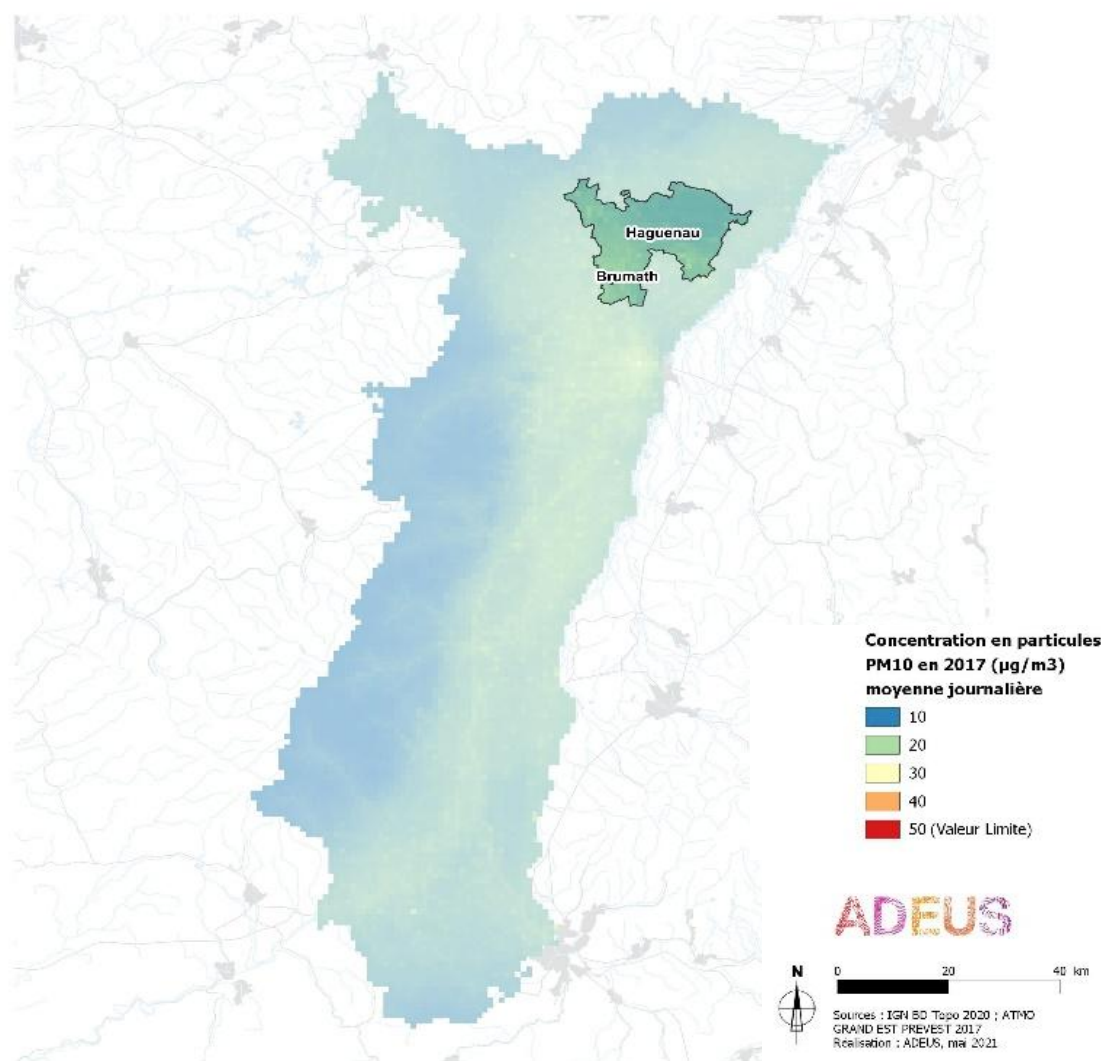 Haguenau
Brumath
Concentration en particules
PM10 en 2017 (µg/m3)
moyenne journalière
10
20
30
40
50 (Valeur Limite)
ADEUS
N
0 20 40 km
Sources : IGN BD Topo 2020 ; ATMO
GRAND EST PREVEST 2017
Réalisation : ADEUS, mai 2021